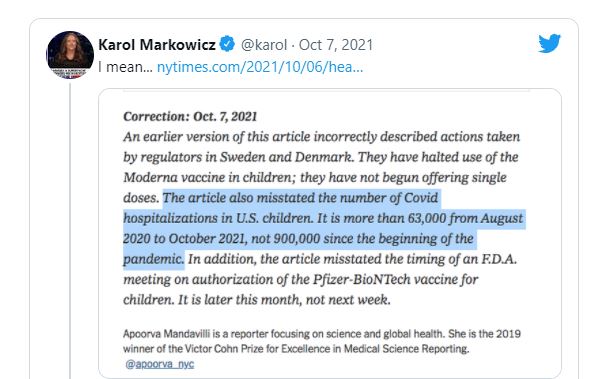 Karol Markowicz @karol · Oct 7, 2021
I mean... nytimes.com/2021/10/06/hea...
Correction: Oct. 7, 2021
An earlier version of this article incorrectly described actions taken
by regulators in Sweden and Denmark. They have halted use of the
Moderna vaccine in children; they have not begun offering single
doses. The article also misstated the number of Covid
hospitalizations in U.S. children. It is more than 63,000 from August
2020 to October 2021, not 900,000 since the beginning of the
pandemic. In addition, the article misstated the timing of an F.D.A.
meeting on authorization of the Pfizer-BioNTech vaccine for
children. It is later this month, not next week.
Apoorva Mandavilli is a reporter focusing on science and global health. She is the 2019
winner of the Victor Cohn Prize for Excellence in Medical Science Reporting.
@apoorva_nyc